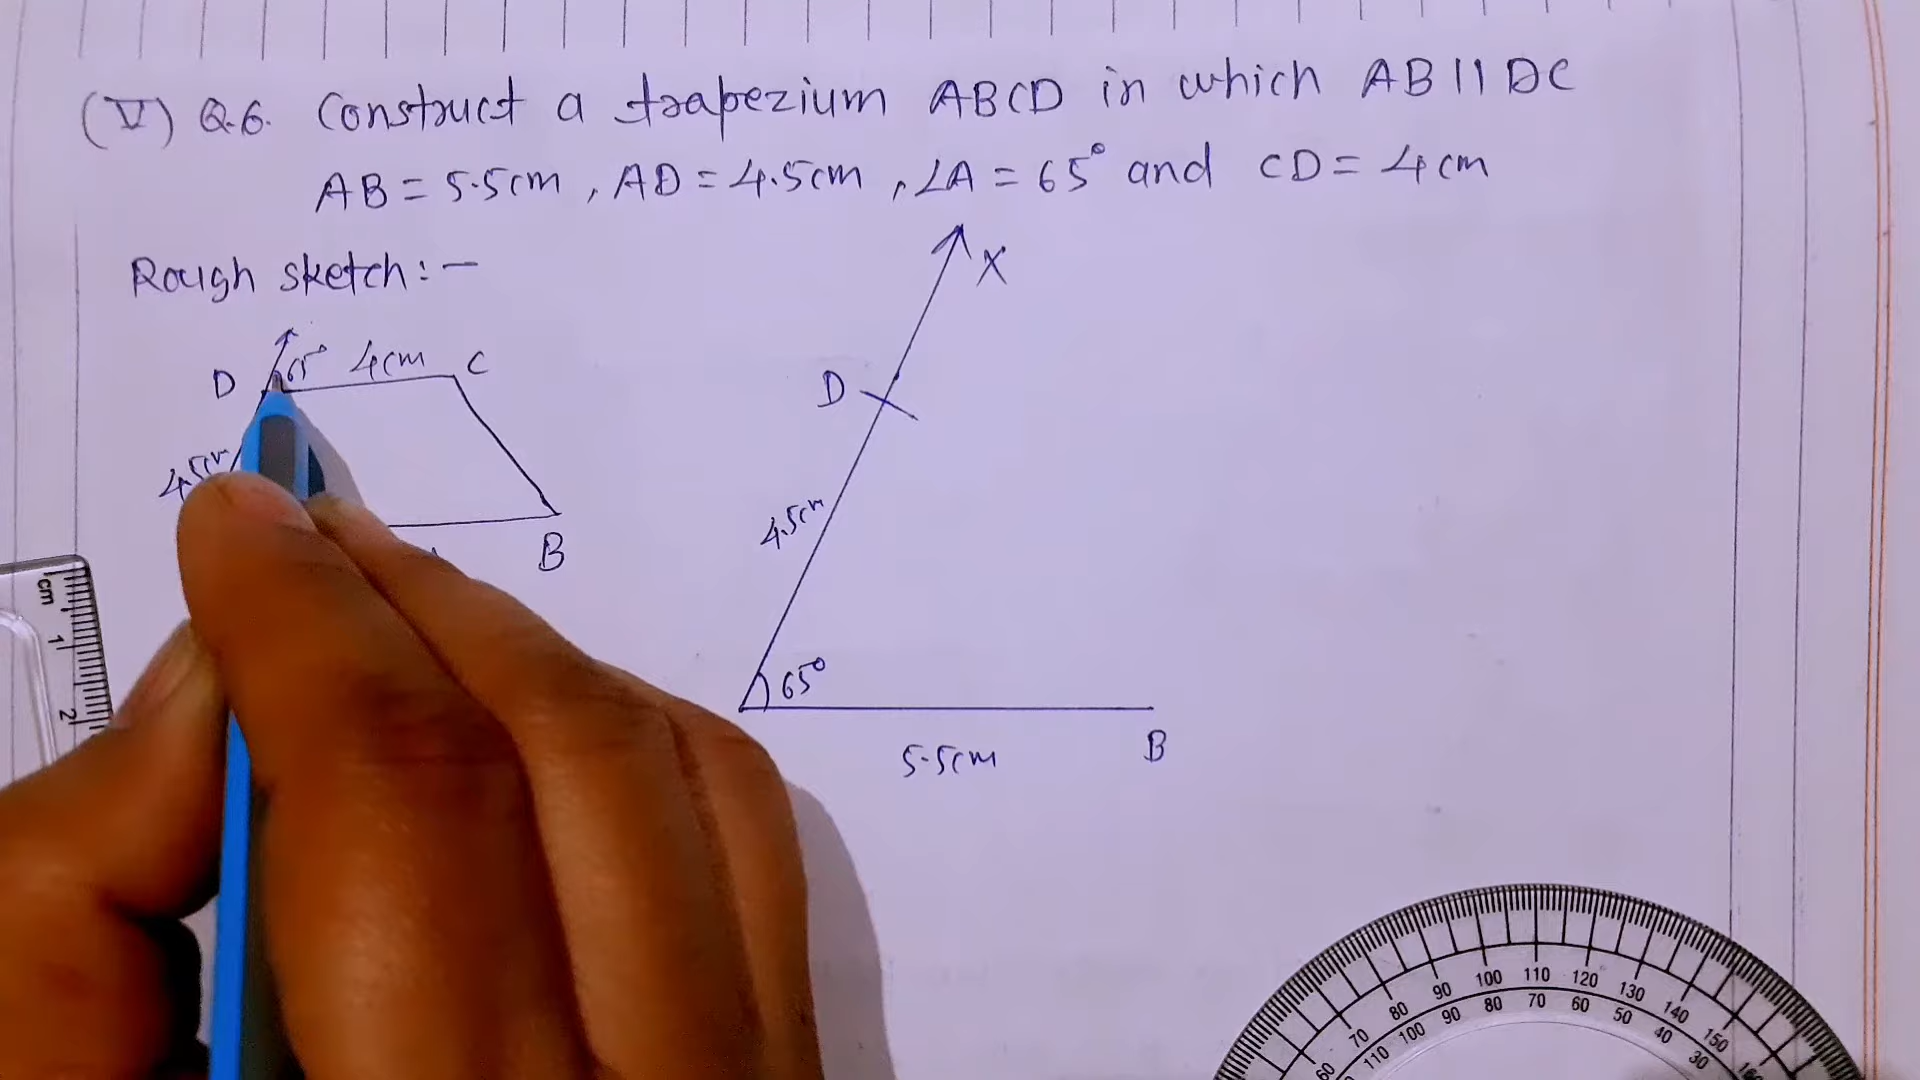 (V) Q.6. Construct a trapezium ABCD in which AB || DC
AB = 5.5cm, AD = 4.5cm, ∠A = 65° and CD = 4cm
Rough sketch:-
X
D 65° 4cm C
D
4.5cm
4.5cm
B
65°
5.5cm B
cm 1 2
60 70 80 90 100 110 120 130 140 150
110 100 90 80 70 60 50 40 30